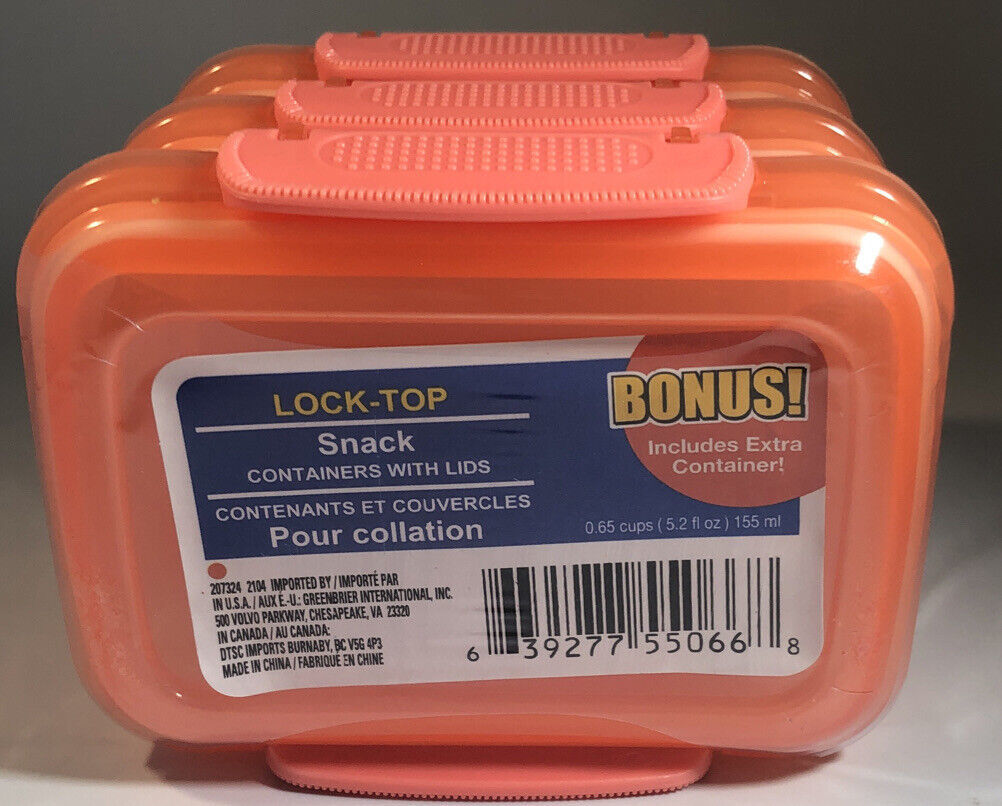 LOCK-TOP
Snack
CONTAINERS WITH LIDS
CONTENANTS ET COUVERCLES
Pour collation
BONUS!
Includes Extra
Container!
0.65 cups ( 5.2 fl oz ) 155 ml
207324 2104 IMPORTED BY / IMPORTÉ PAR
IN U.S.A. / AUX É.-U.: GREENBRIER INTERNATIONAL, INC.
500 VOLVO PARKWAY, CHESAPEAKE, VA 23320
IN CANADA / AU CANADA:
DTSC IMPORTS BURNABY, BC V5G 4P3
MADE IN CHINA / FABRIQUÉ EN CHINE
6 39277 55066 8